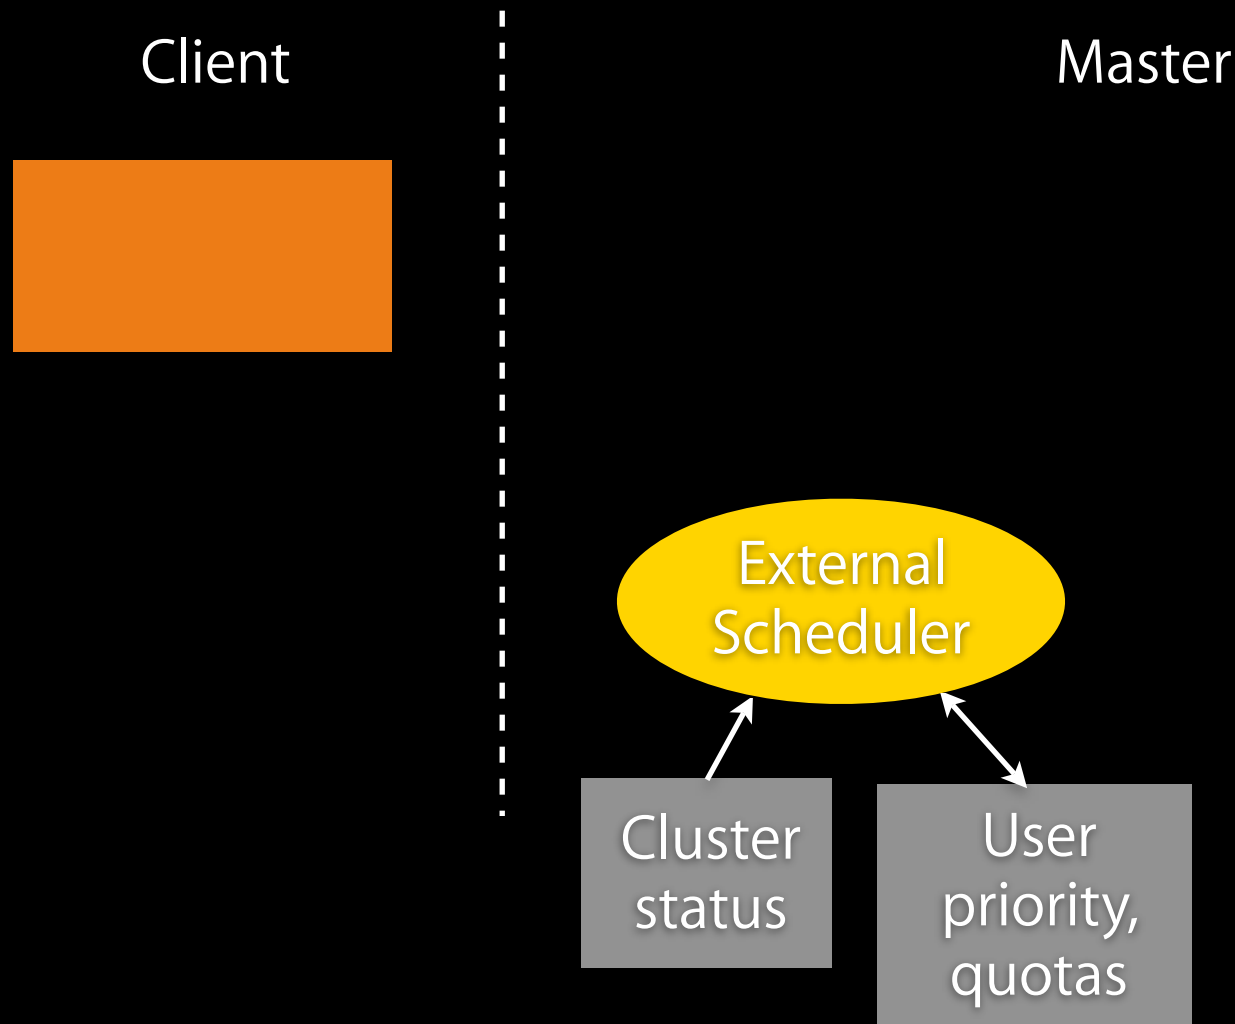 Client
Master
External
Scheduler
Cluster
status
User
priority,
quotas